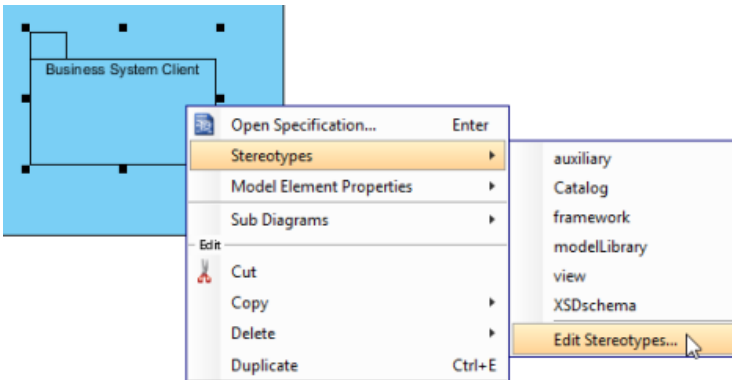 Business System Client
Open Specification... Enter
Stereotypes
Model Element Properties
Sub Diagrams
Edit
Cut
Copy
Delete
Duplicate Ctrl+E
auxiliary
Catalog
framework
modelLibrary
view
XSDschema
Edit Stereotypes...